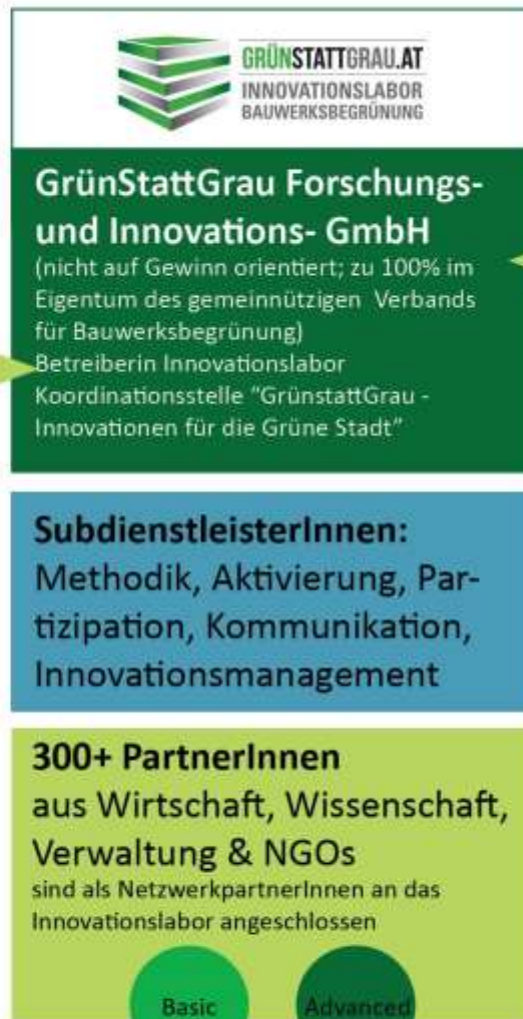 GRÜNSTATTGRAU.AT
INNOVATIONSLABOR
BAUWERKSBEGRÜNUNG
GrünStattGrau Forschungs-
und Innovations- GmbH
(nicht auf Gewinn orientiert; zu 100% im
Eigentum des gemeinnützigen Verbands
für Bauwerksbegrünung)
Betreiberin Innovationslabor
Koordinationsstelle "GrünstattGrau -
Innovationen für die Grüne Stadt"
SubdienstleisterInnen:
Methodik, Aktivierung, Par-
tizipation, Kommunikation,
Innovationsmanagement
300+ PartnerInnen
aus Wirtschaft, Wissenschaft,
Verwaltung & NGOs
sind als NetzwerkpartnerInnen an das
Innovationslabor angeschlossen
Basic Advanced